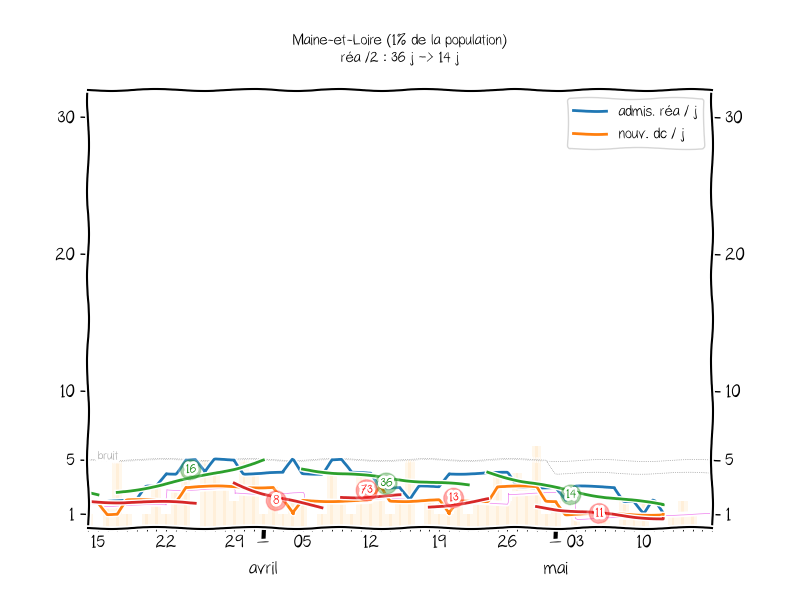 Maine-et-Loire (1% de la population)
réa /2 : 36 j -> 14 j
admis. réa / j
nouv. dc / j
30
30
20
20
10
10
bruit
5
5
1
1
16
8
73
36
13
14
11
15 22 29 05 12 19 26 03 10
avril mai